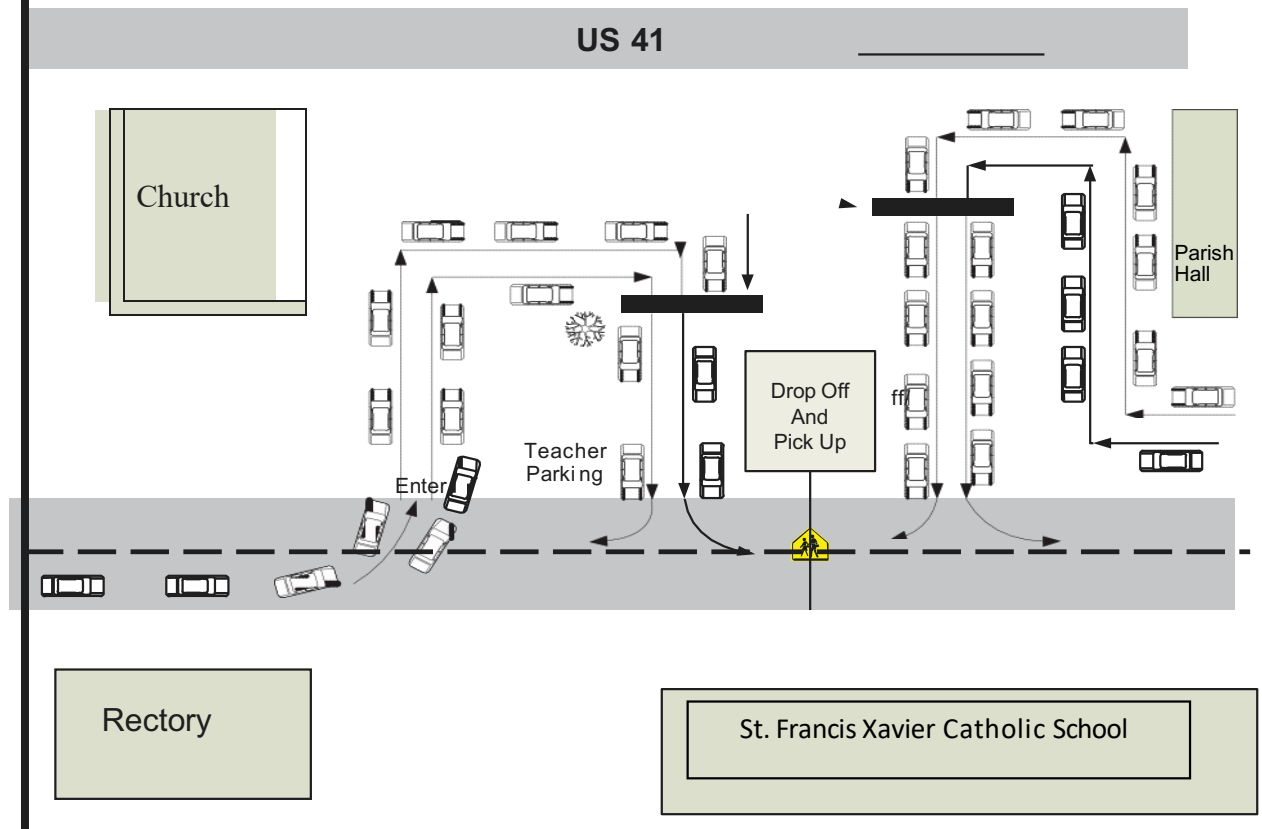 US 41
Church
Parish
Hall
Drop Off
And
Pick Up
ff
Teacher
Parking
Enter
Rectory
St. Francis Xavier Catholic School